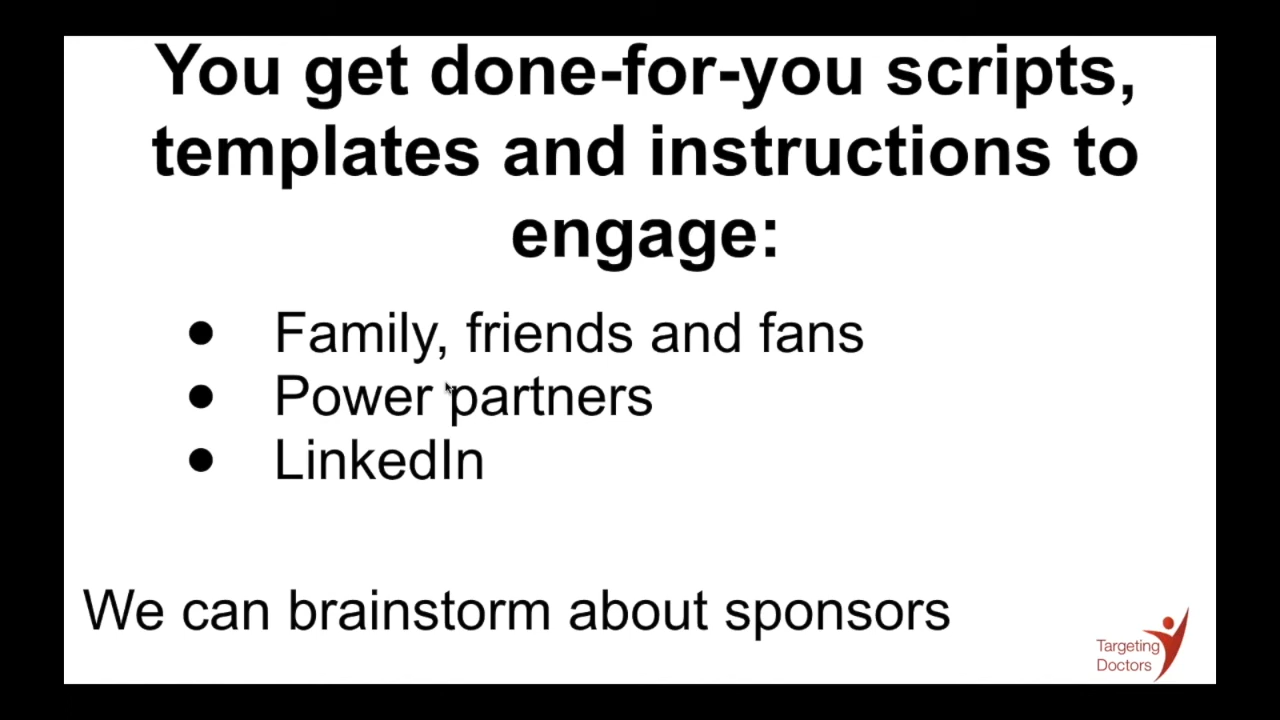 You get done-for-you scripts,
templates and instructions to
engage:
● Family, friends and fans
● Power partners
● LinkedIn
We can brainstorm about sponsors
Targeting
Doctors